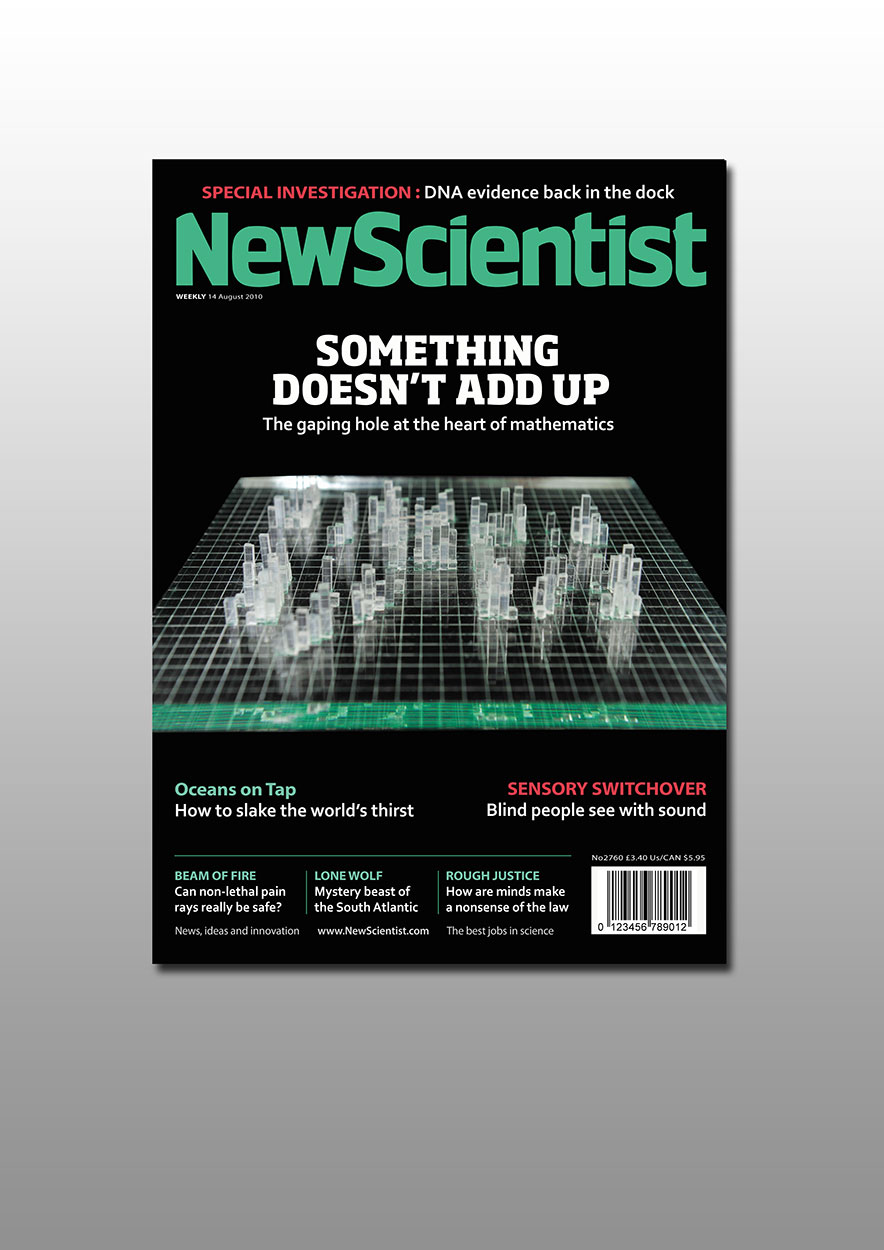 SPECIAL INVESTIGATION : DNA evidence back in the dock
NewScientist
WEEKLY 14 August 2010
SOMETHING
DOESN'T ADD UP
The gaping hole at the heart of mathematics
Oceans on Tap
How to slake the world's thirst
SENSORY SWITCHOVER
Blind people see with sound
No2760 £3.40 Us/CAN $5.95
BEAM OF FIRE
Can non-lethal pain
rays really be safe?
LONE WOLF
Mystery beast of
the South Atlantic
ROUGH JUSTICE
How are minds make
a nonsense of the law
News, ideas and innovation
www.NewScientist.com
The best jobs in science
0 123456 789012